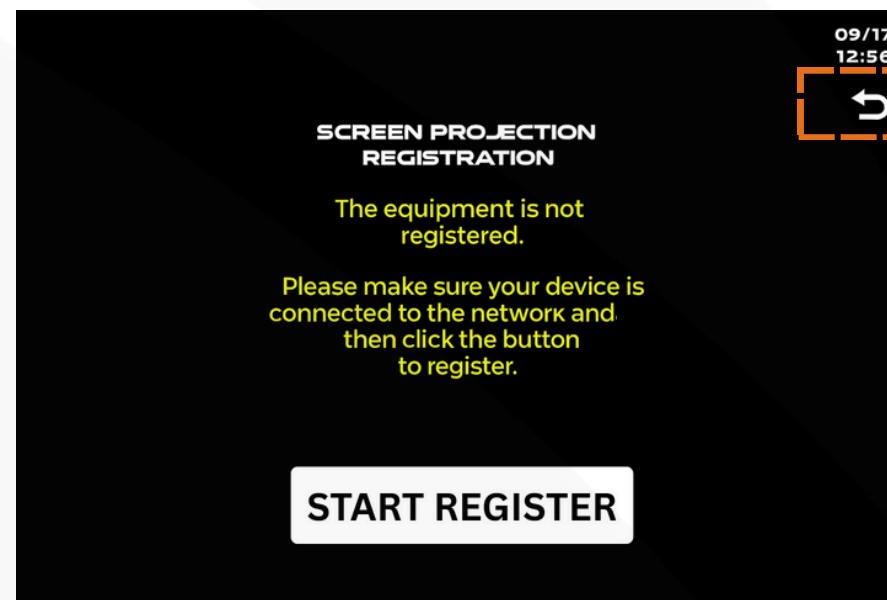 09/17
12:56
SCREEN PROJECTION
REGISTRATION
The equipment is not
registered.
Please make sure your device is
connected to the network and
then click the button
to register.
START REGISTER